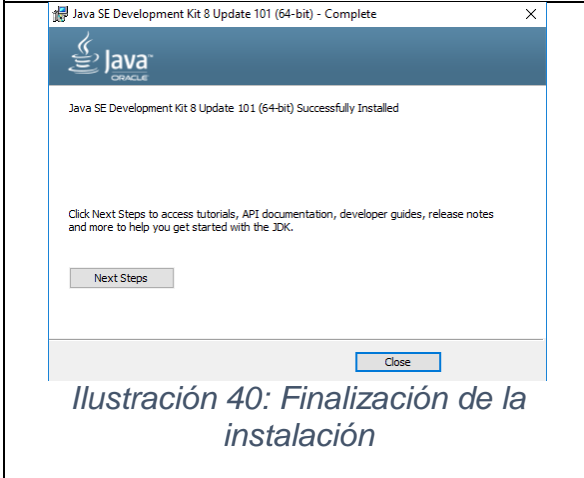 Java SE Development Kit 8 Update 101 (64-bit) - Complete
Java
ORACLE
Java SE Development Kit 8 Update 101 (64-bit) Successfully Installed
Click Next Steps to access tutorials, API documentation, developer guides, release notes
and more to help you get started with the JDK.
Next Steps
Close
Ilustración 40: Finalización de la
instalación